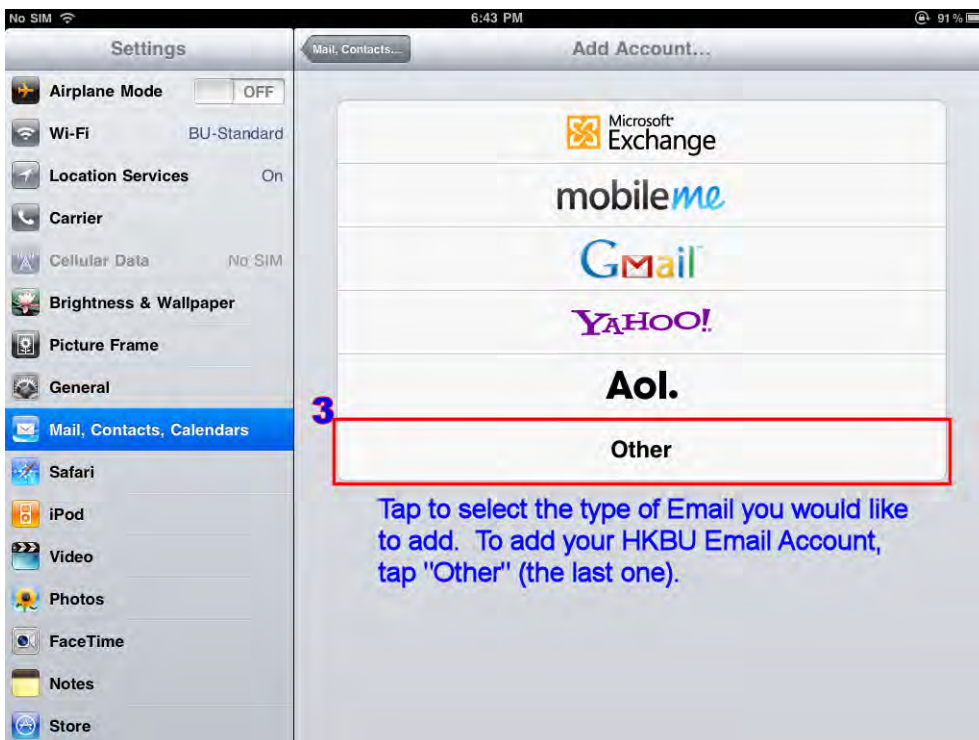 No SIM 6:43 PM 91%
Settings
Mail, Contacts... Add Account...
Airplane Mode OFF
Wi-Fi BU-Standard
Location Services On
Carrier
Cellular Data No SIM
Brightness & Wallpaper
Picture Frame
General
Mail, Contacts, Calendars
Safari
iPod
Video
Photos
FaceTime
Notes
Store
Microsoft
Exchange
mobileme
Gmail
YAHOO!
Aol.
3
Other
Tap to select the type of Email you would like
to add. To add your HKBU Email Account,
tap "Other" (the last one).